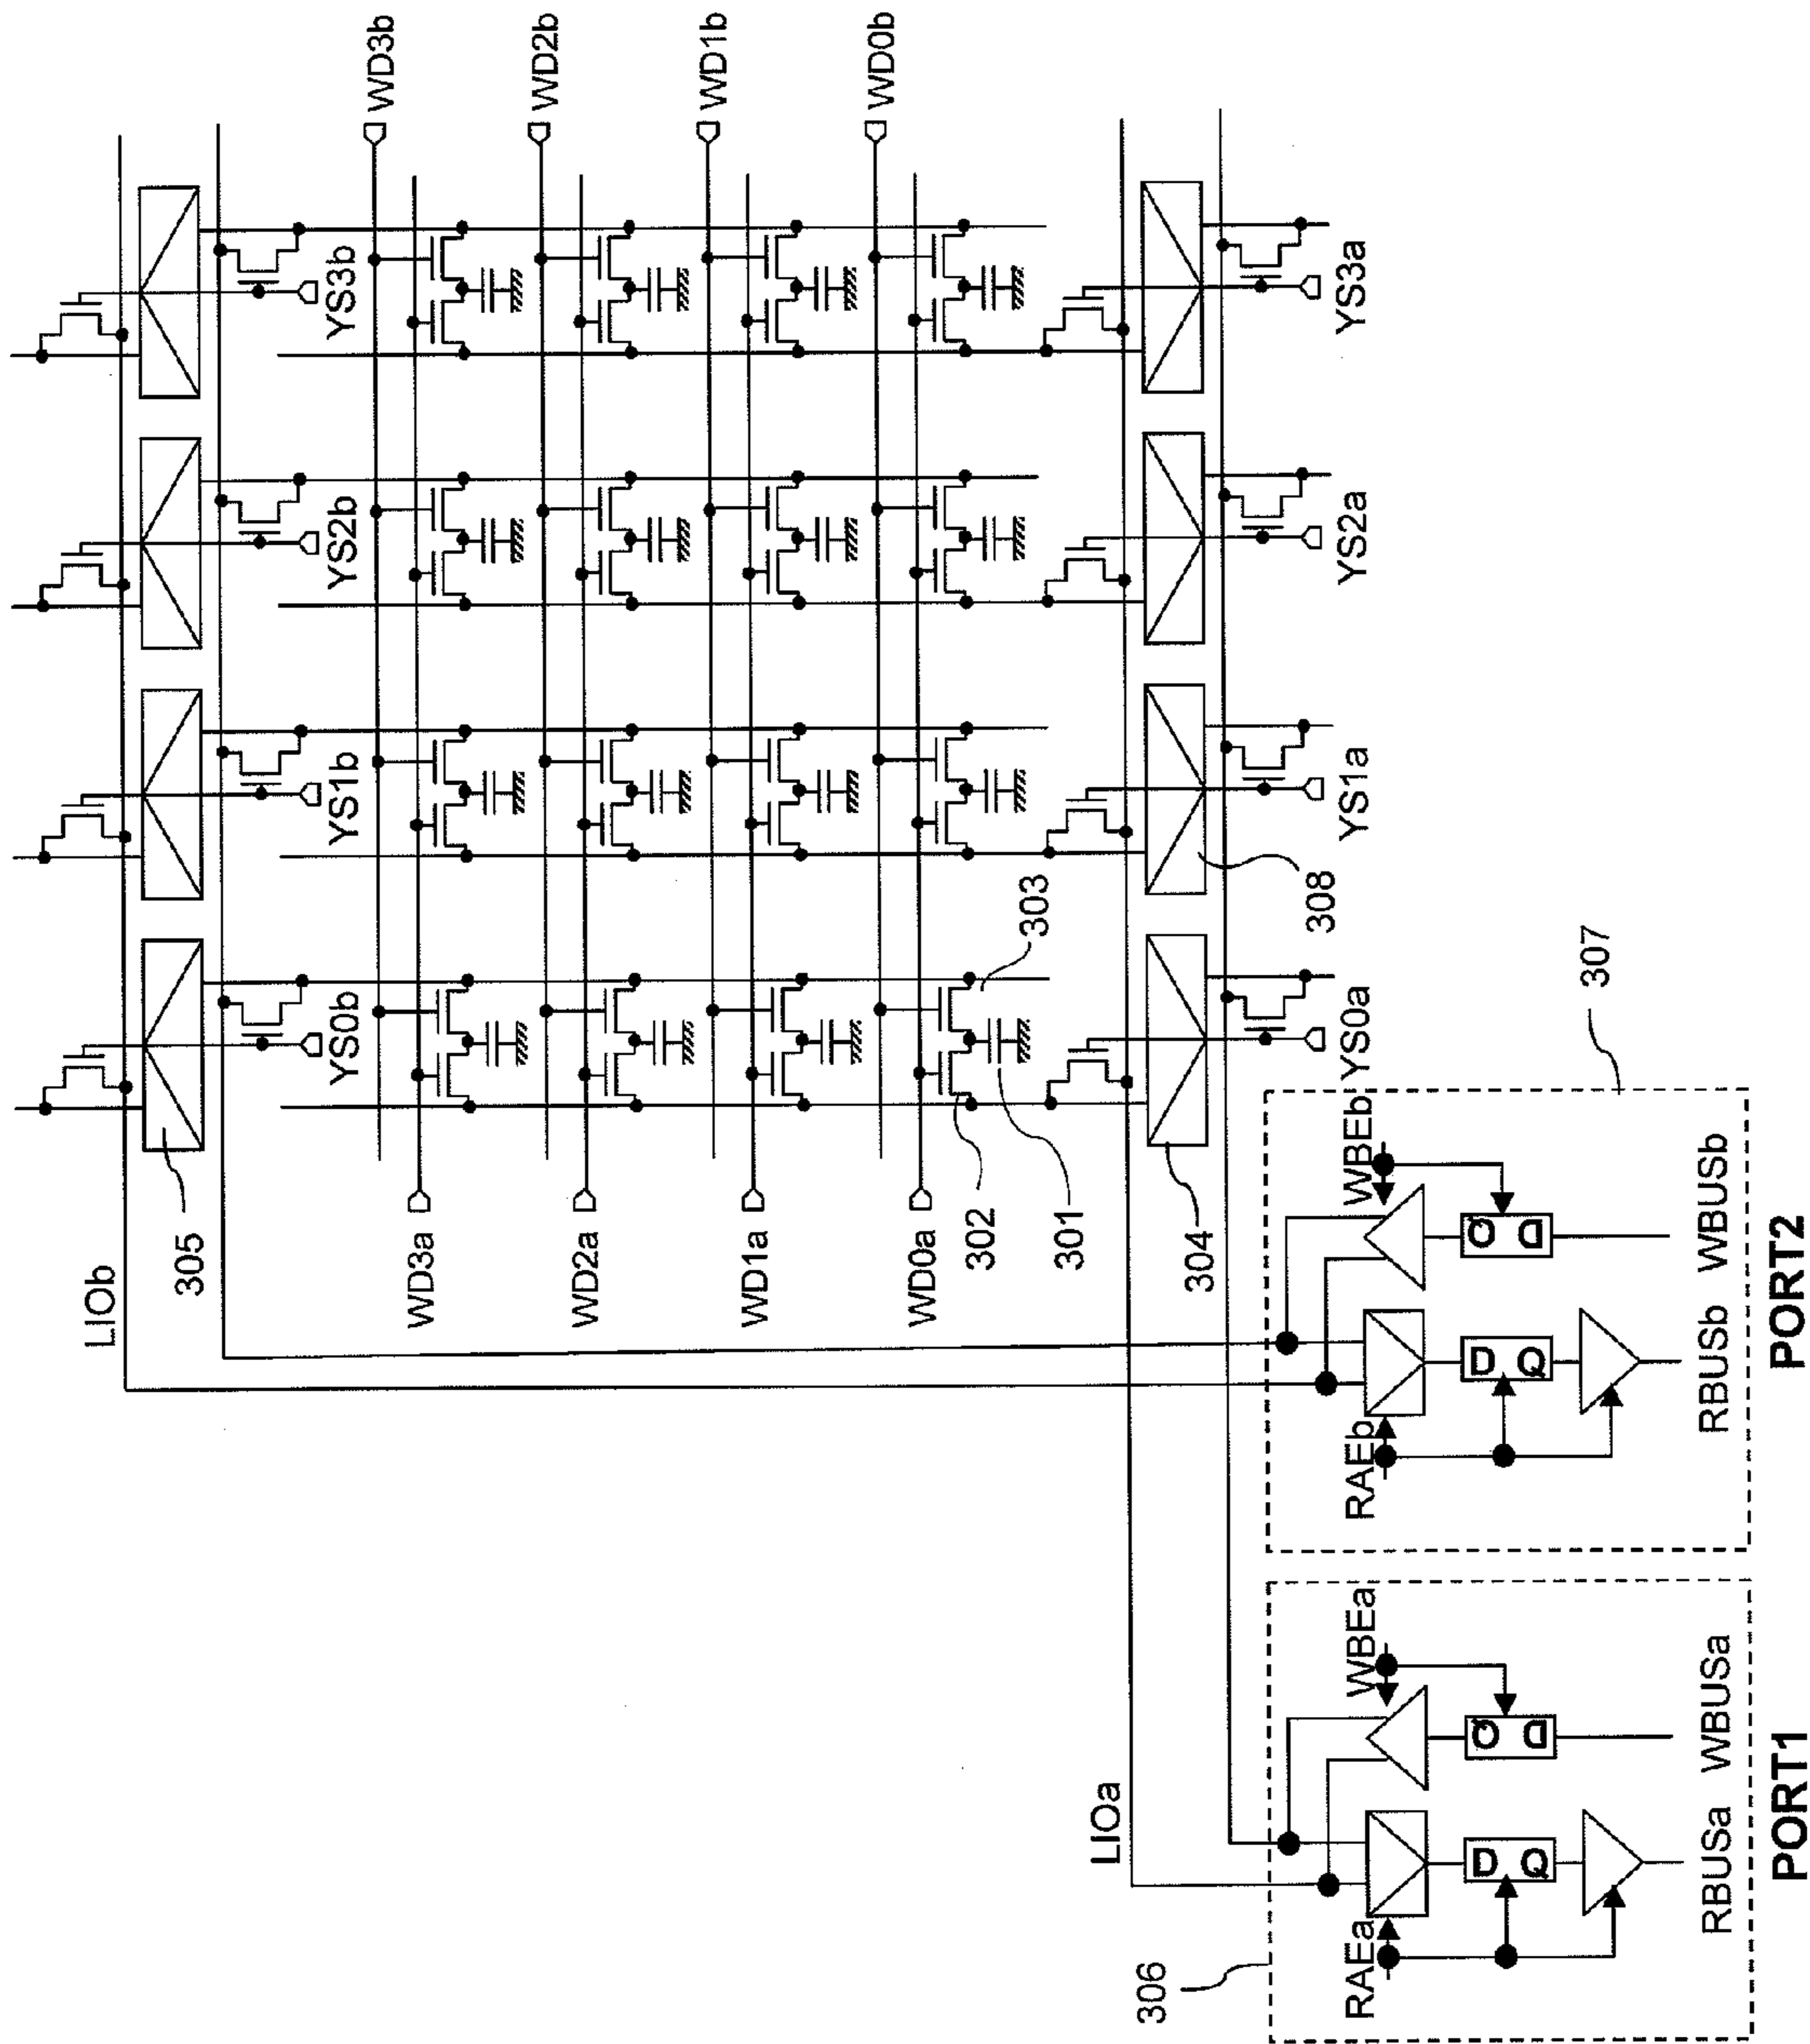 WD3b
WD2b
WD1b
WD0b
YS0b
YS1b
YS2b
YS3b
LIOb
305
WD3a
WD2a
WD1a
WD0a
302
301
303
304
308
YS0a
YS1a
YS2a
YS3a
307
LIOa
306
RAEa
WBEa
D Q
Q D
RBUSa WBUSa
PORT1
RAEb
WBEb
D Q
Q D
RBUSb WBUSb
PORT2